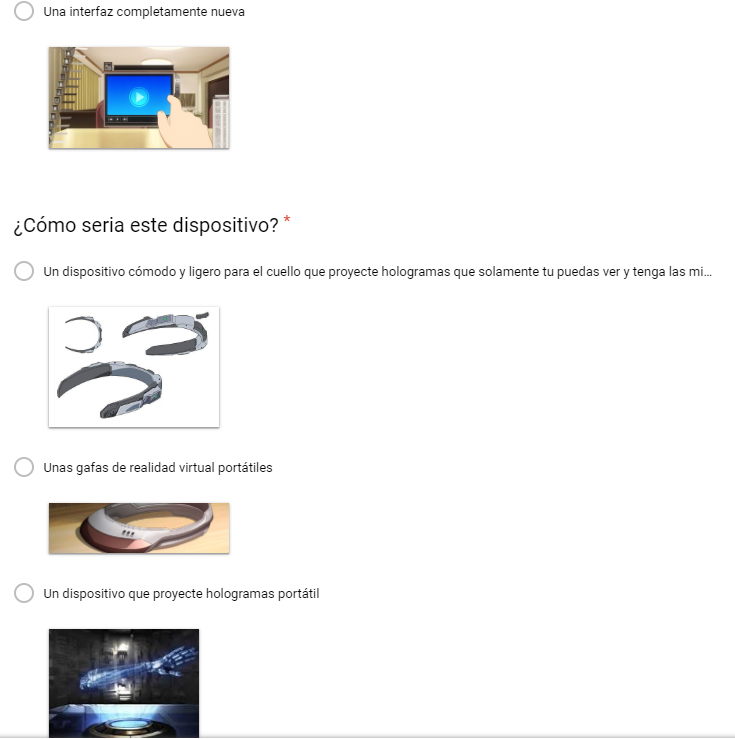 Una interfaz completamente nueva
¿Cómo seria este dispositivo? *
Un dispositivo cómodo y ligero para el cuello que proyecte hologramas que solamente tu puedas ver y tenga las mi...
Unas gafas de realidad virtual portátiles
Un dispositivo que proyecte hologramas portátil